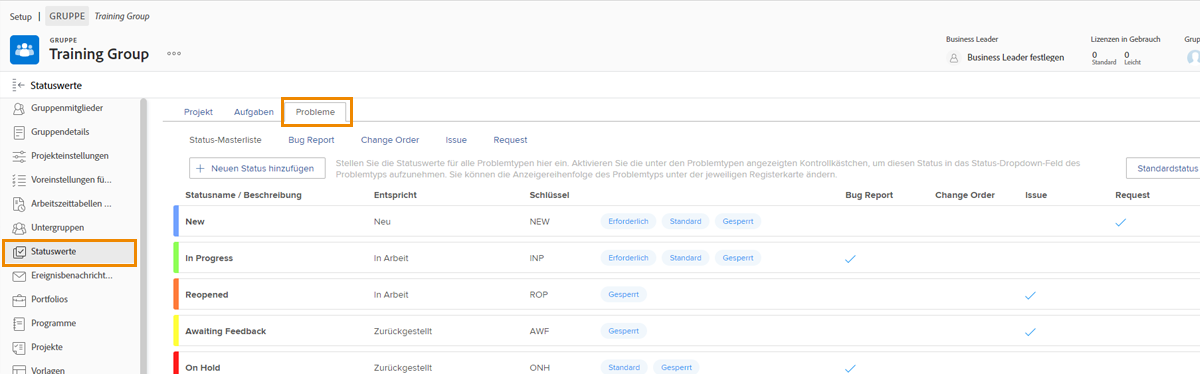 Setup | GRUPPE Training Group
GRUPPE
Training Group
Business Leader
Business Leader festlegen
Lizenzen in Gebrauch
0 0
Standard Leicht
Grup
Statuswerte
Gruppenmitglieder
Gruppendetails
Projekteinstellungen
Voreinstellungen fü...
Arbeitszeittabellen ...
Untergruppen
Statuswerte
Ereignisbenachricht...
Portfolios
Programme
Projekte
Vorlagen
Projekt Aufgaben Probleme
Status-Masterliste Bug Report Change Order Issue Request
+ Neuen Status hinzufügen
Stellen Sie die Statuswerte für alle Problemtypen hier ein. Aktivieren Sie die unter den Problemtypen angezeigten Kontrollkästchen, um diesen Status in das Status-Dropdown-Feld des
Problemtyps aufzunehmen. Sie können die Anzeigereihenfolge des Problemtyps unter der jeweiligen Registerkarte ändern.
Standardstatus
Statusname / Beschreibung Entspricht Schlüssel Bug Report Change Order Issue Request
New Neu NEW Erforderlich Standard Gesperrt
In Progress In Arbeit INP Erforderlich Standard Gesperrt
Reopened In Arbeit ROP Gesperrt
Awaiting Feedback Zurückgestellt AWF Gesperrt
On Hold Zurückgestellt ONH Standard Gesperrt